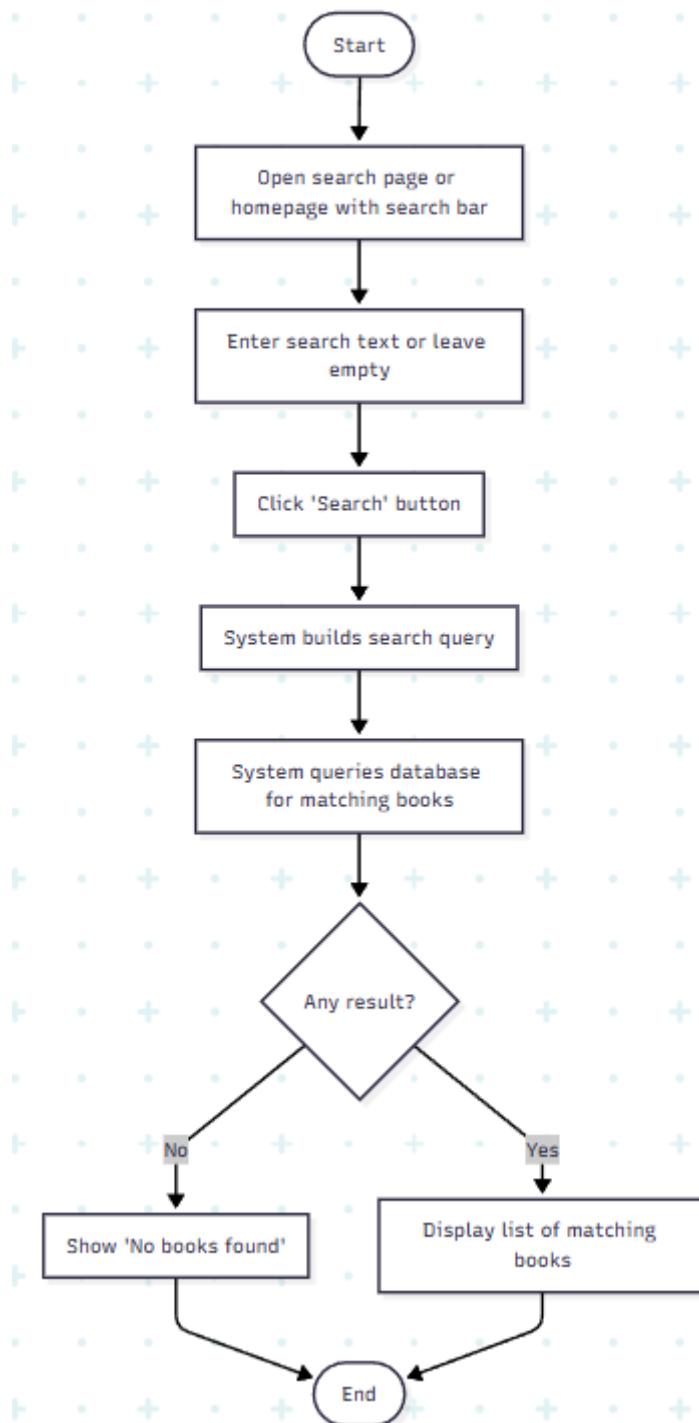 Start
Open search page or
homepage with search bar
Enter search text or leave
empty
Click 'Search' button
System builds search query
System queries database
for matching books
Any result?
No
Yes
Show 'No books found'
Display list of matching
books
End